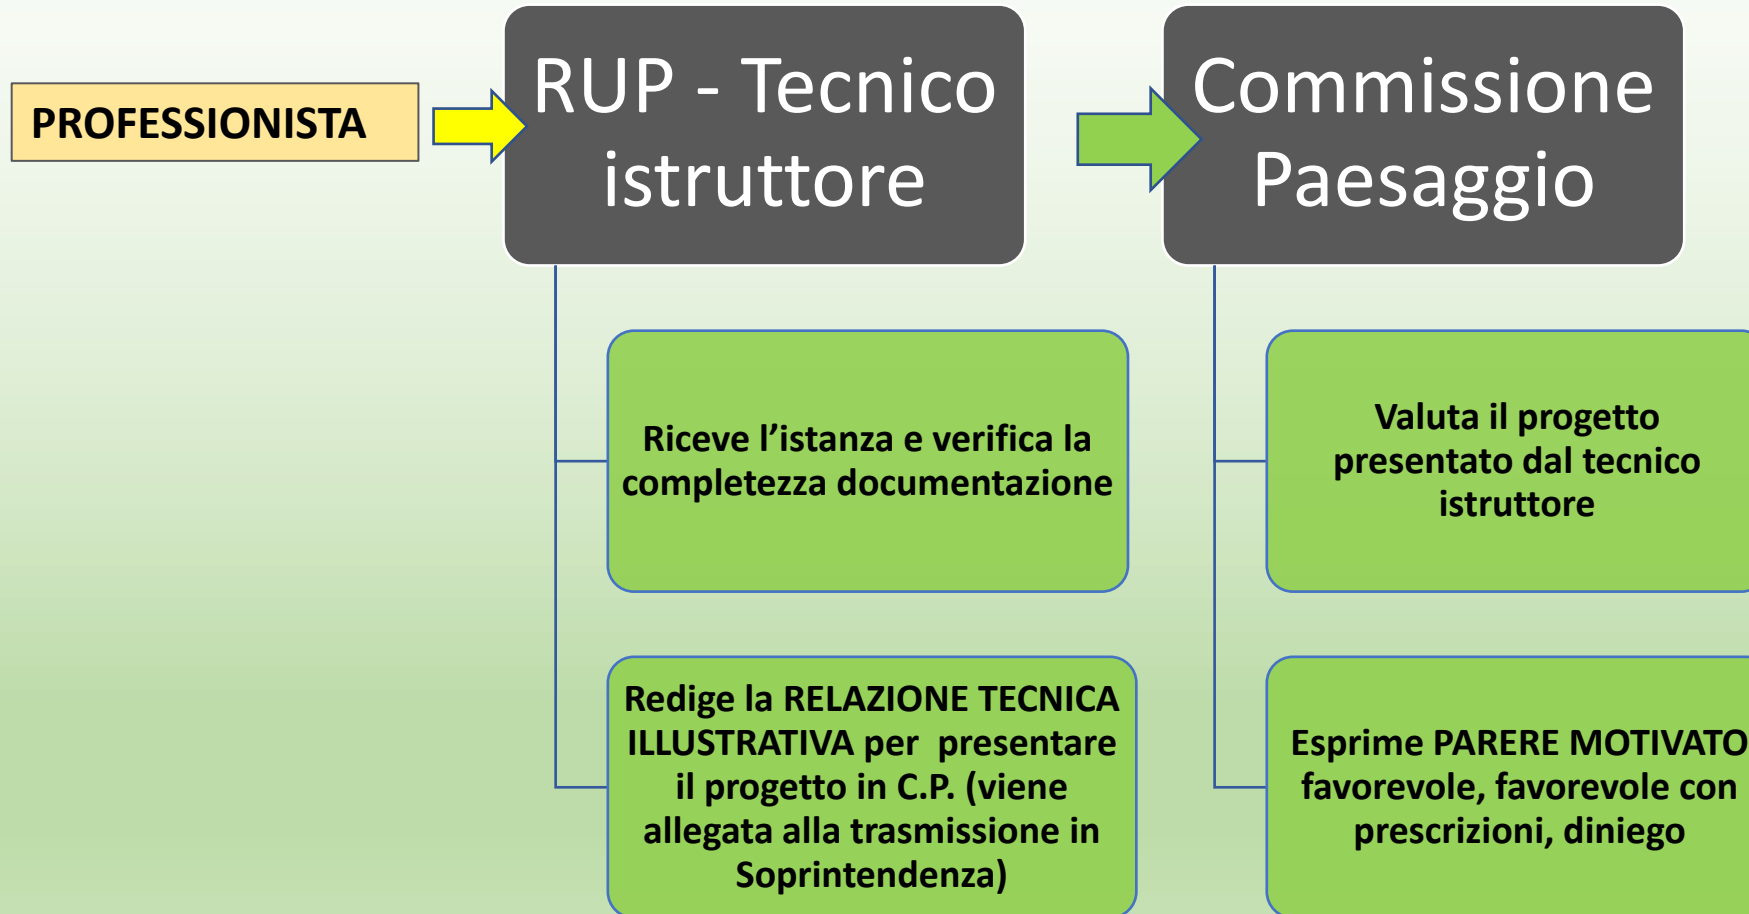 PROFESSIONISTA
RUP - Tecnico
istruttore
Riceve l’istanza e verifica la
completezza documentazione
Redige la RELAZIONE TECNICA
ILLUSTRATIVA per presentare
il progetto in C.P. (viene
allegata alla trasmissione in
Soprintendenza)
Commissione
Paesaggio
Valuta il progetto
presentato dal tecnico
istruttore
Esprime PARERE MOTIVATO
favorevole, favorevole con
prescrizioni, diniego